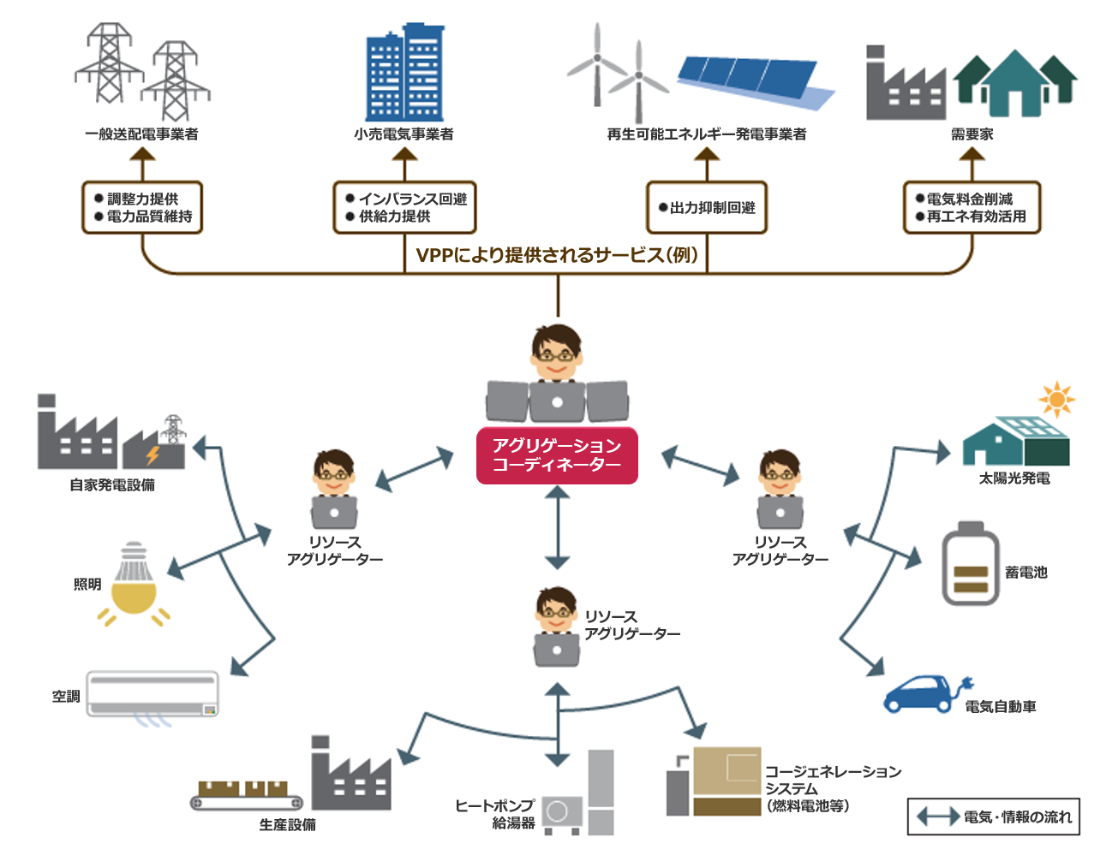 一般送配電事業者
小売電気事業者
再生可能エネルギー発電事業者
需要家
●調整力提供
●電力品質維持
●インバランス回避
●供給力提供
●出力抑制回避
●電気料金削減
●再エネ有効活用
VPPにより提供されるサービス(例)
アグリゲーション
コーディネーター
自家発電設備
リソース
アグリゲーター
リソース
アグリゲーター
太陽光発電
照明
蓄電池
リソース
アグリゲーター
空調
電気自動車
生産設備
ヒートポンプ
給湯器
コージェネレーション
システム
(燃料電池等)
電気・情報の流れ